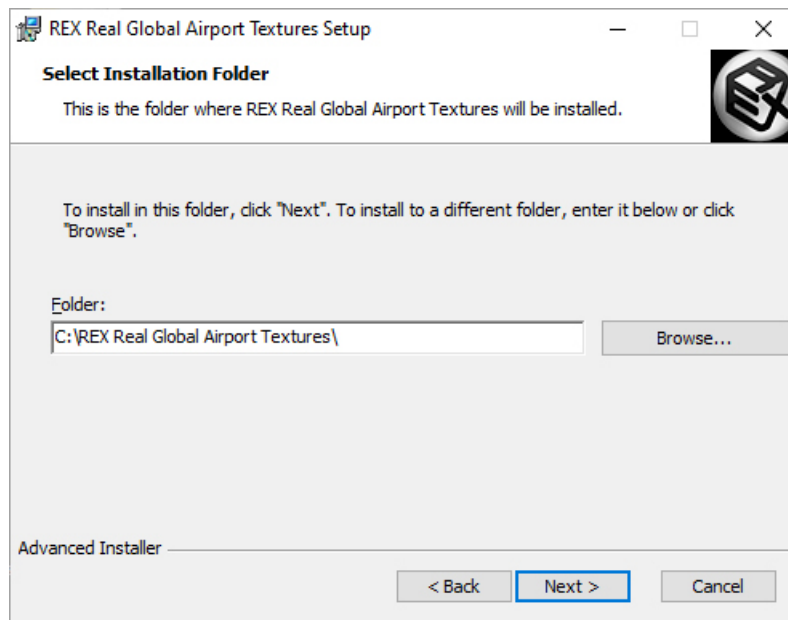 REX Real Global Airport Textures Setup
Select Installation Folder
This is the folder where REX Real Global Airport Textures will be installed.
REX
To install in this folder, click "Next". To install to a different folder, enter it below or click
"Browse".
Folder:
C:\REX Real Global Airport Textures\
Browse...
Advanced Installer
< Back
Next >
Cancel